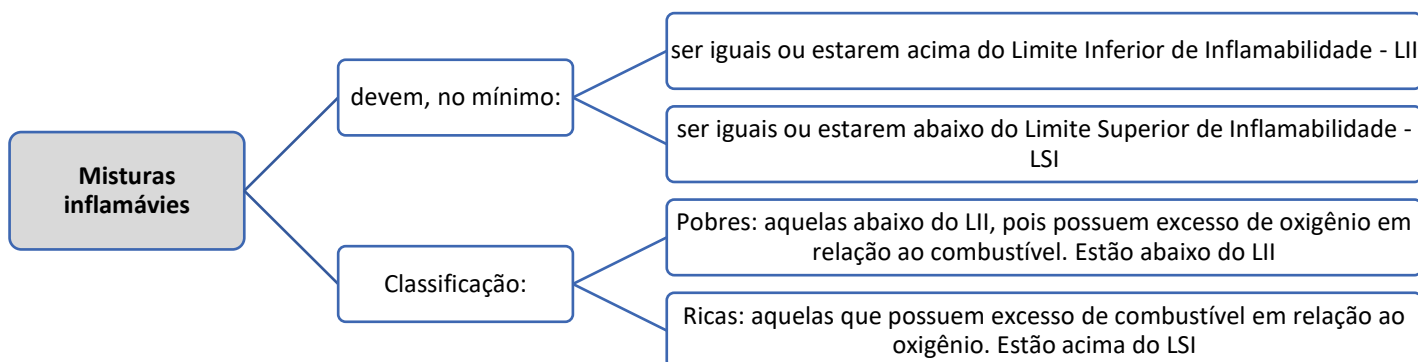 ser iguais ou estarem acima do Limite Inferior de Inflamabilidade - LII
devem, no mínimo:
ser iguais ou estarem abaixo do Limite Superior de Inflamabilidade -
LSI
Misturas
inflamávies
Pobres: aquelas abaixo do LII, pois possuem excesso de oxigênio em
relação ao combustível. Estão abaixo do LII
Classificação:
Ricas: aquelas que possuem excesso de combustível em relação ao
oxigênio. Estão acima do LSI